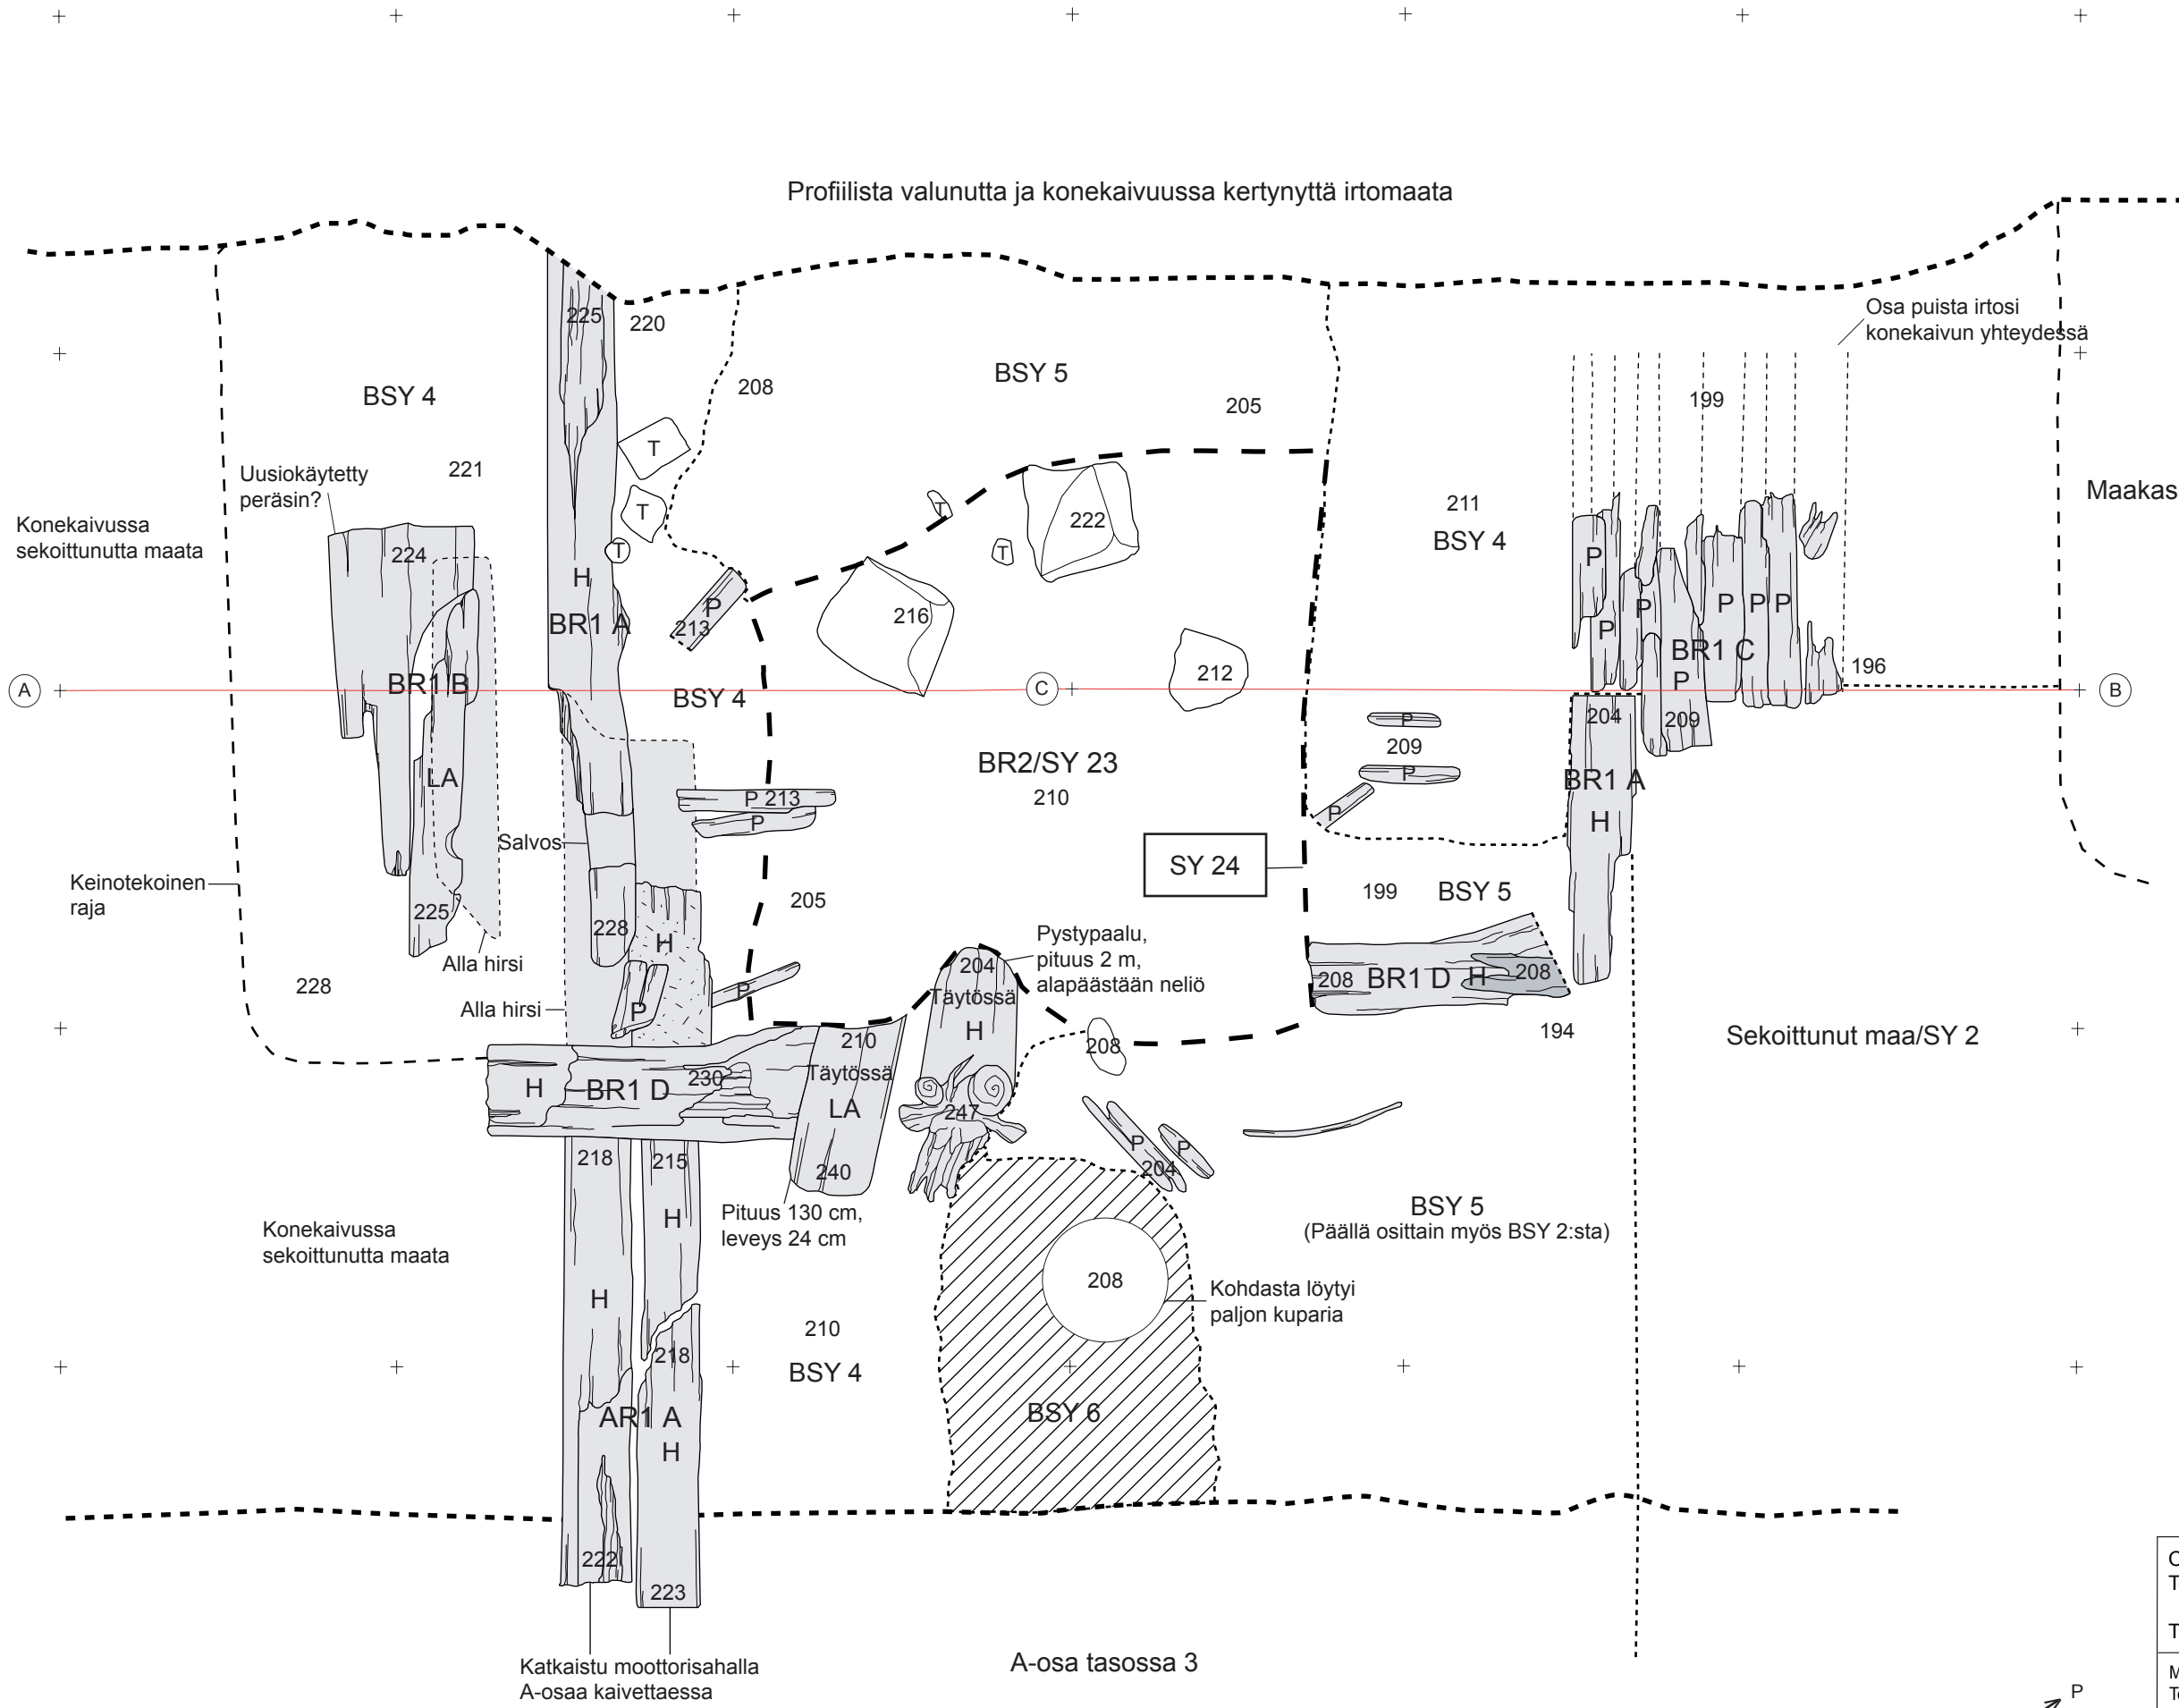 Profiilista valunutta ja konekaivuussa kertynyttä irtomaata
Osa puista irtosi
konekaivun yhteydessä
225
220
208
BSY 5
205
199
BSY 4
221
Uusiokäytetty
peräsin?
Konekaivussa
sekoittunutta maata
224
T
T
T
T
T
222
211
BSY 4
Maakas
H
BR1 A
P
213
216
212
P
P
P
P
P
P
BR1 C
P
196
A
BR1 B
BSY 4
C
B
204
209
P
209
P
P
BR1 A
H
LA
BR2/SY 23
210
P 213
P
Salvos
SY 24
Keinotekoinen
raja
225
228
H
205
199
BSY 5
Alla hirsi
Alla hirsi
228
P
P
204
Täytössä
H
Pystypaalu,
pituus 2 m,
alapäästään neliö
208
BR1 D
H
208
194
Sekoittunut maa/SY 2
208
210
Täytössä
LA
240
H
BR1 D
230
247
P
P
204
218
215
H
Pituus 130 cm,
leveys 24 cm
BSY 5
(Päällä osittain myös BSY 2:sta)
Konekaivussa
sekoittunutta maata
208
Kohdasta löytyi
paljon kuparia
H
210
BSY 4
218
AR1 A
H
BSY 6
222
223
Katkaistu moottorisahalla
A-osaa kaivettaessa
A-osa tasossa 3
P